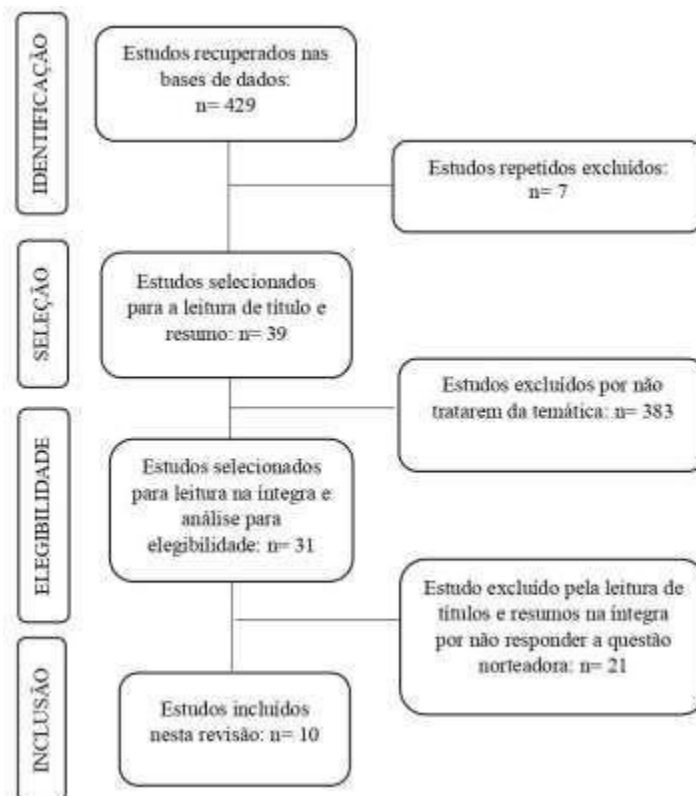 IDENTIFICAÇÃO
Estudos recuperados nas
bases de dados:
n= 429
Estudos repetidos excluídos:
n= 7
SELEÇÃO
Estudos selecionados
para a leitura de título e
resumo: n= 39
Estudos excluídos por não
tratarem da temática: n= 383
ELEGIBILIDADE
Estudos selecionados
para leitura na íntegra e
análise para
elegibilidade: n= 31
Estudo excluído pela leitura de
títulos e resumos na íntegra
por não responder a questão
norteadora: n= 21
INCLUSÃO
Estudos incluídos
nesta revisão: n= 10